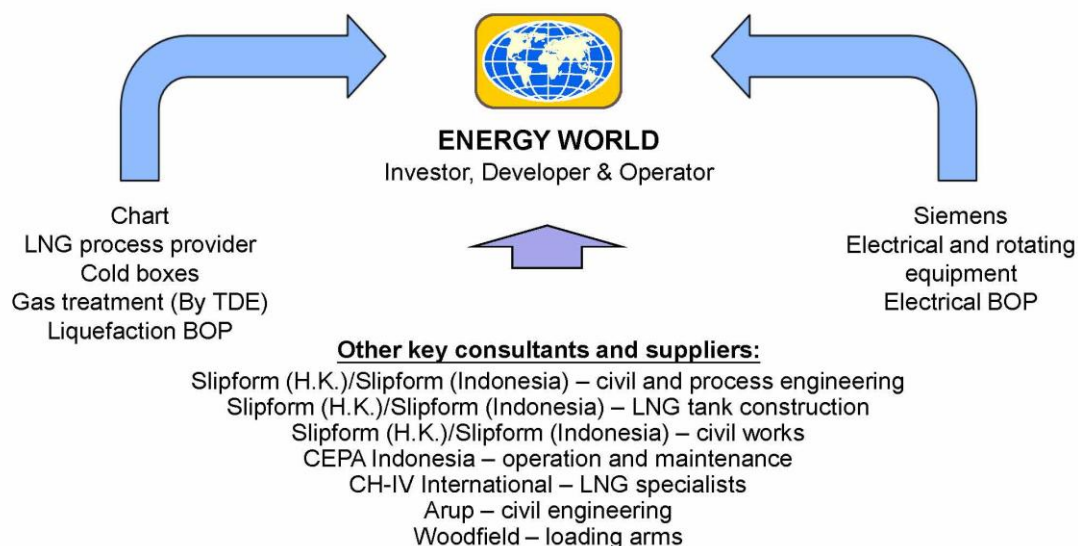 ENERGY WORLD
Investor, Developer & Operator
Chart
LNG process provider
Cold boxes
Gas treatment (By TDE)
Liquefaction BOP
Siemens
Electrical and rotating
equipment
Electrical BOP
Other key consultants and suppliers:
Slipform (H.K.)/Slipform (Indonesia) – civil and process engineering
Slipform (H.K.)/Slipform (Indonesia) – LNG tank construction
Slipform (H.K.)/Slipform (Indonesia) – civil works
CEPA Indonesia – operation and maintenance
CH-IV International – LNG specialists
Arup – civil engineering
Woodfield – loading arms